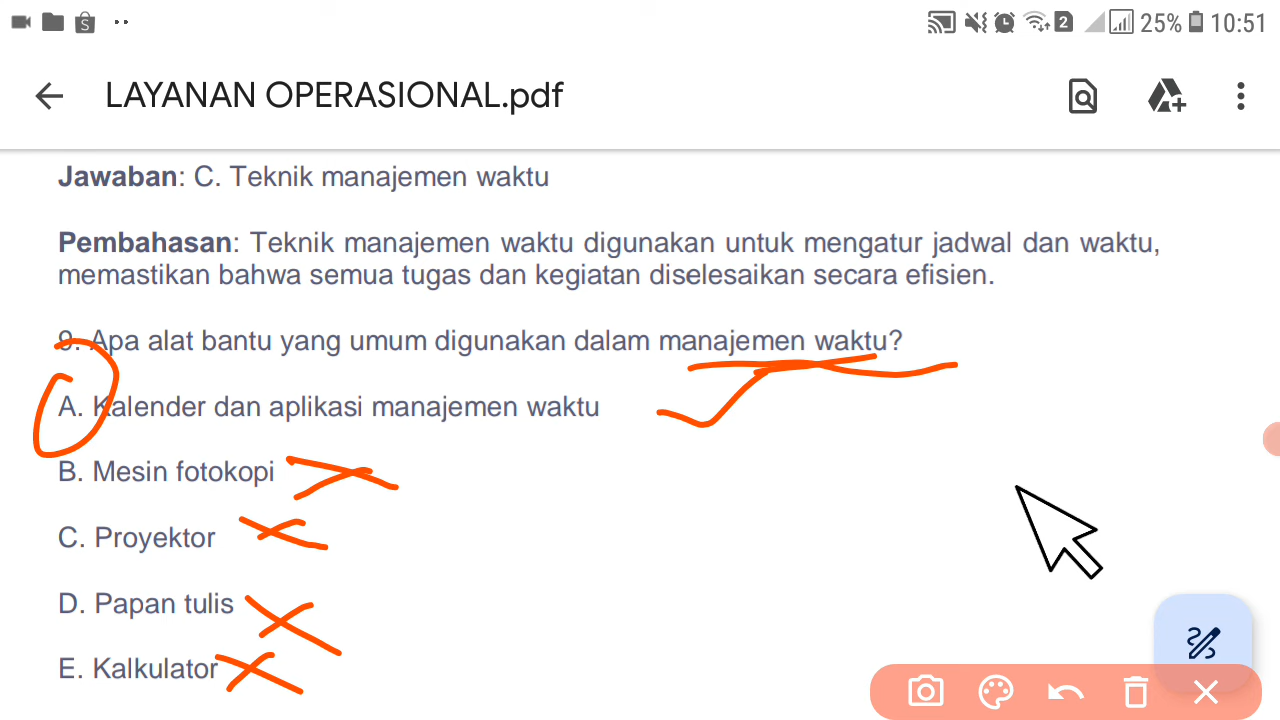 25% 10:51
LAYANAN OPERASIONAL.pdf
Jawaban: C. Teknik manajemen waktu
Pembahasan: Teknik manajemen waktu digunakan untuk mengatur jadwal dan waktu,
memastikan bahwa semua tugas dan kegiatan diselesaikan secara efisien.
9. Apa alat bantu yang umum digunakan dalam manajemen waktu?
A. Kalender dan aplikasi manajemen waktu
B. Mesin fotokopi
C. Proyektor
D. Papan tulis
E. Kalkulator